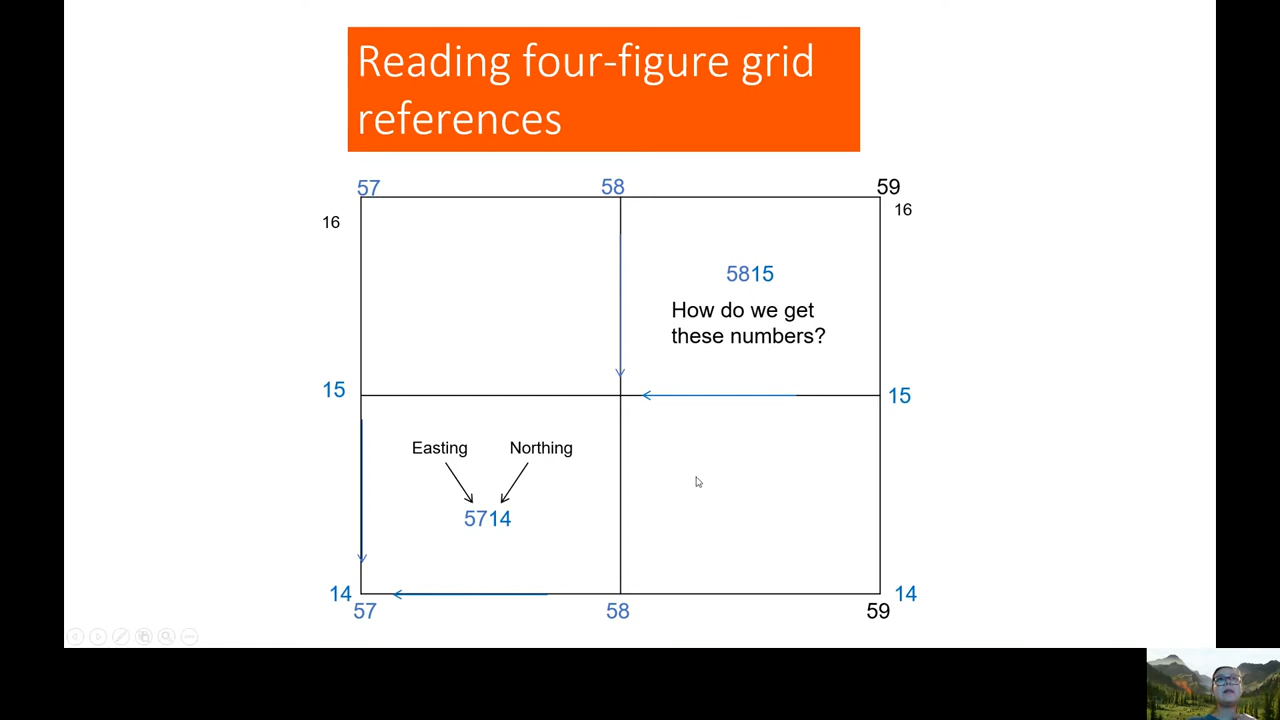 Reading four-figure grid
references
57 58 59
16 16
5815
How do we get
these numbers?
15 15
Easting Northing
5714
14 14
57 58 59